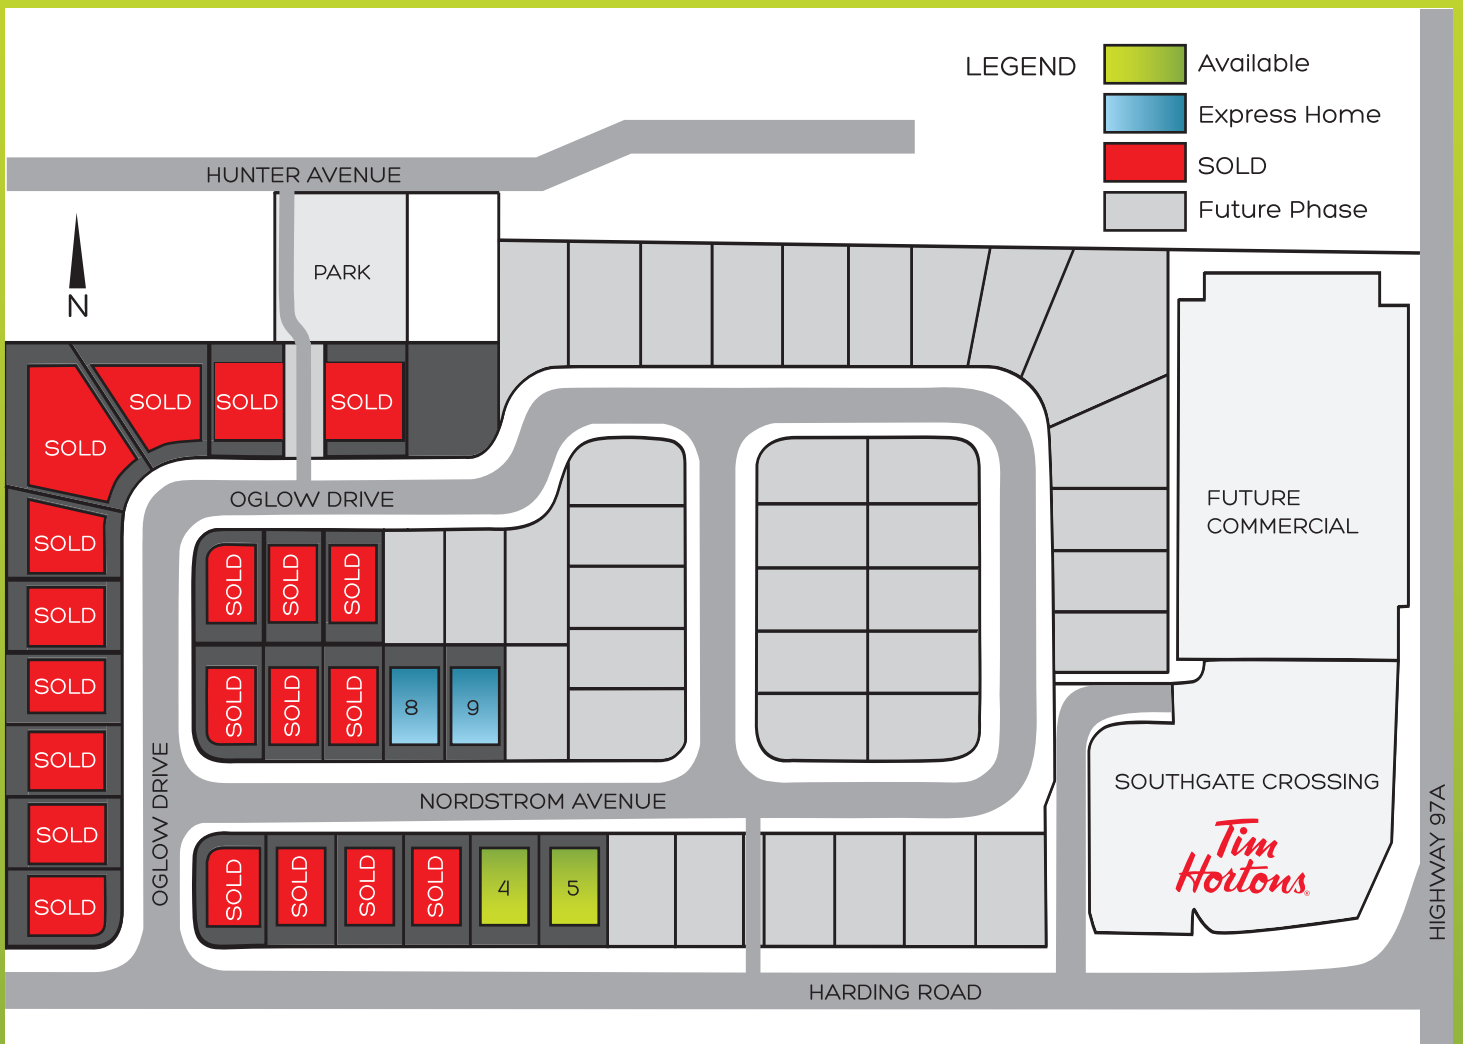 LEGEND
Available
Express Home
SOLD
Future Phase
HUNTER AVENUE
PARK
N
SOLD
SOLD
SOLD
SOLD
SOLD
OGLOW DRIVE
FUTURE
COMMERCIAL
SOLD
SOLD
SOLD
SOLD
SOLD
SOLD
SOLD
SOLD
SOLD
8
9
SOLD
OGLOW DRIVE
NORDSTROM AVENUE
SOUTHGATE CROSSING
Tim
Hortons
HIGHWAY 97A
SOLD
SOLD
SOLD
SOLD
SOLD
SOLD
4
5
HARDING ROAD